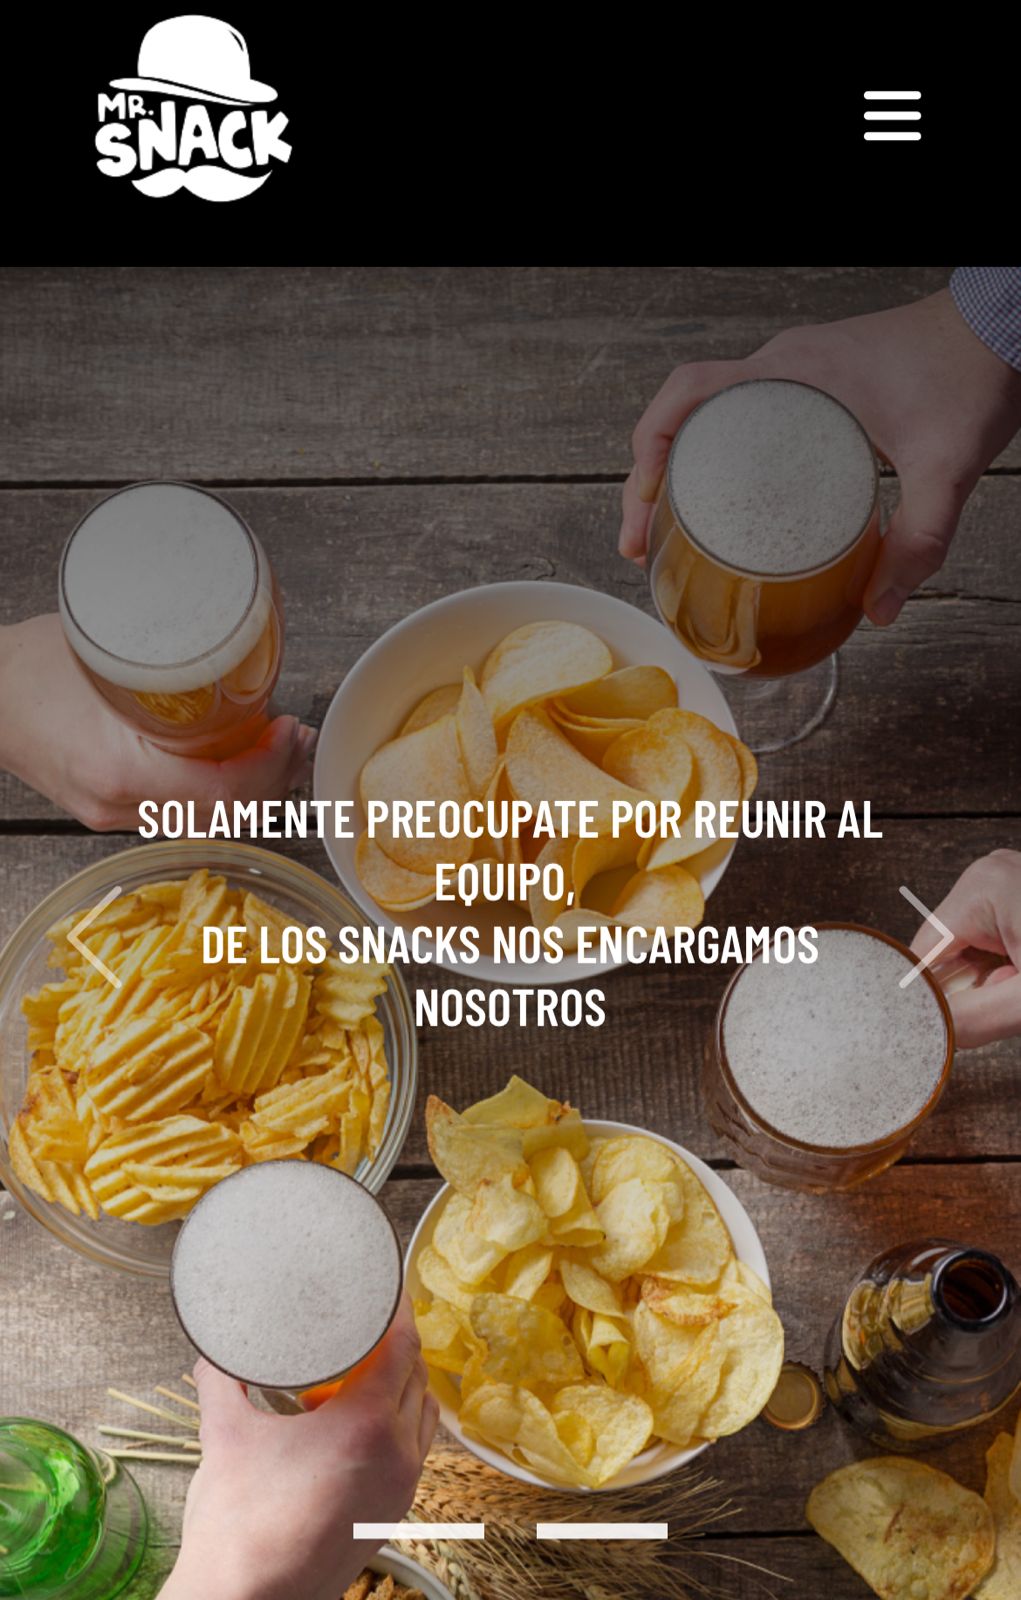 MR.
SNACK
SOLAMENTE PREOCUPATE POR REUNIR AL
EQUIPO,
DE LOS SNACKS NOS ENCARGAMOS
NOSOTROS